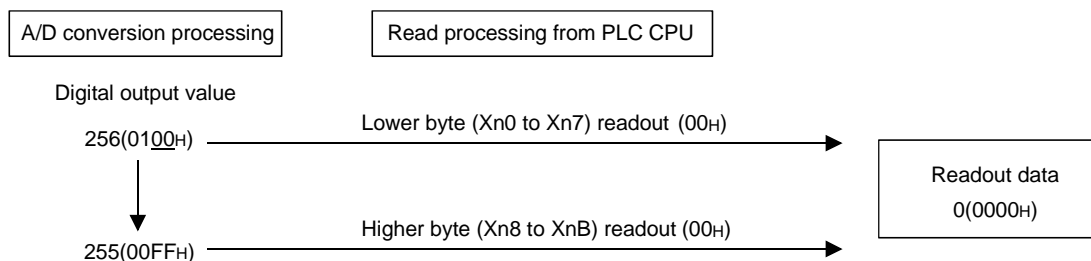 A/D conversion processing
Read processing from PLC CPU
Digital output value
256(0100H)
Lower byte (Xn0 to Xn7) readout (00H)
Readout data
0(0000H)
255(00FFH)
Higher byte (Xn8 to XnB) readout (00H)